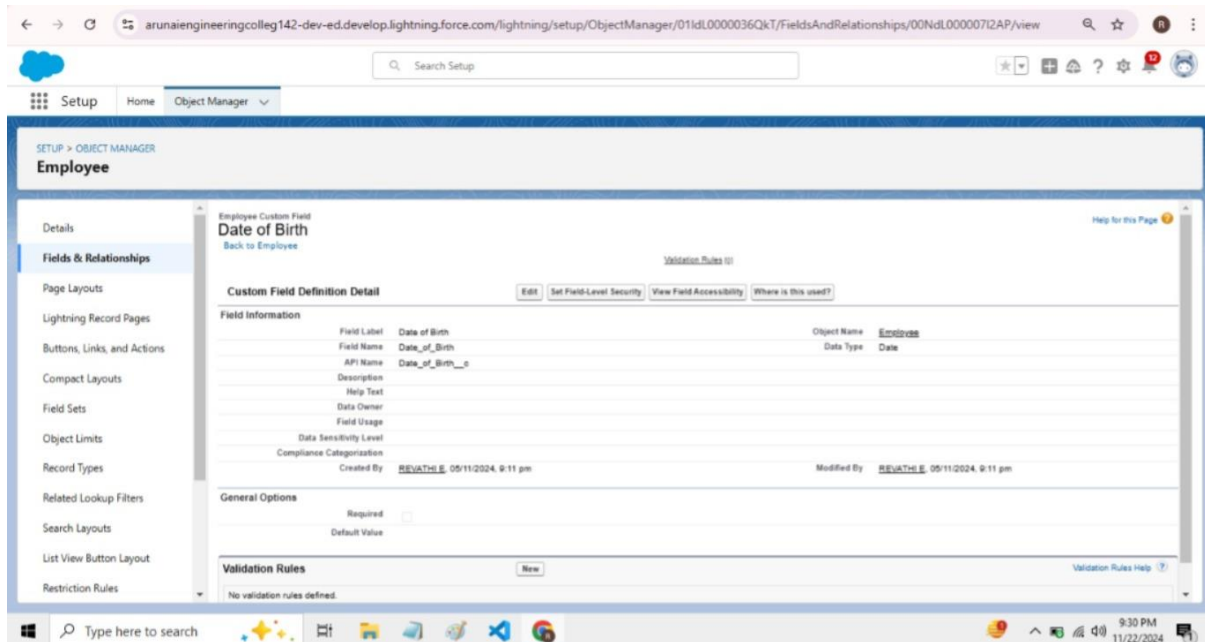 arunaiengineeringcolleg142-dev-ed.develop.lightning.force.com/lightning/setup/ObjectManager/01IdL0000036QkT/FieldsAndRelationships/00NdL000007I2AP/view
R
Search Setup
12
Setup Home Object Manager
SETUP > OBJECT MANAGER
Employee
Details
Fields & Relationships
Page Layouts
Lightning Record Pages
Buttons, Links, and Actions
Compact Layouts
Field Sets
Object Limits
Record Types
Related Lookup Filters
Search Layouts
List View Button Layout
Restriction Rules
Employee Custom Field
Date of Birth
Back to Employee
Help for this Page
Validation Rules [0]
Custom Field Definition Detail Edit Set Field-Level Security View Field Accessibility Where is this used?
Field Information
Field Label Date of Birth Object Name Employee
Field Name Date_of_Birth Data Type Date
API Name Date_of_Birth__c
Description
Help Text
Data Owner
Field Usage
Data Sensitivity Level
Compliance Categorization
Created By REVATHI E, 05/11/2024, 9:11 pm Modified By REVATHI E, 05/11/2024, 9:11 pm
General Options
Required
Default Value
Validation Rules New Validation Rules Help ?
No validation rules defined.
Type here to search
9:30 PM
11/22/2024